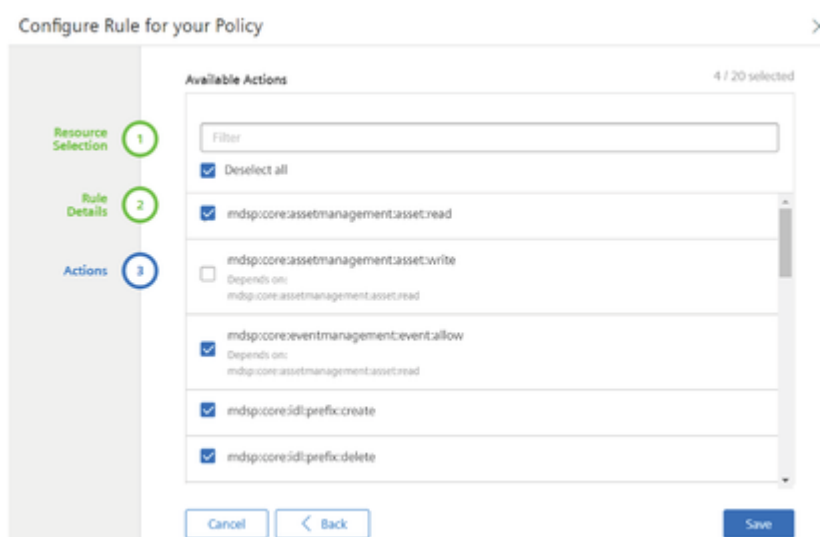 Configure Rule for your Policy
Available Actions
4 / 20 selected
Resource
Selection
1
Filter
Deselect all
Rule
Details
2
mdsp:core:assetmanagement:asset:read
Actions
3
mdsp:core:assetmanagement:asset:write
Depends on:
mdsp:core:assetmanagement:asset:read
mdsp:core:eventmanagement:event:allow
Depends on:
mdsp:core:assetmanagement:asset:read
mdsp:core:idl:prefix:create
mdsp:core:idl:prefix:delete
Cancel
Back
Save